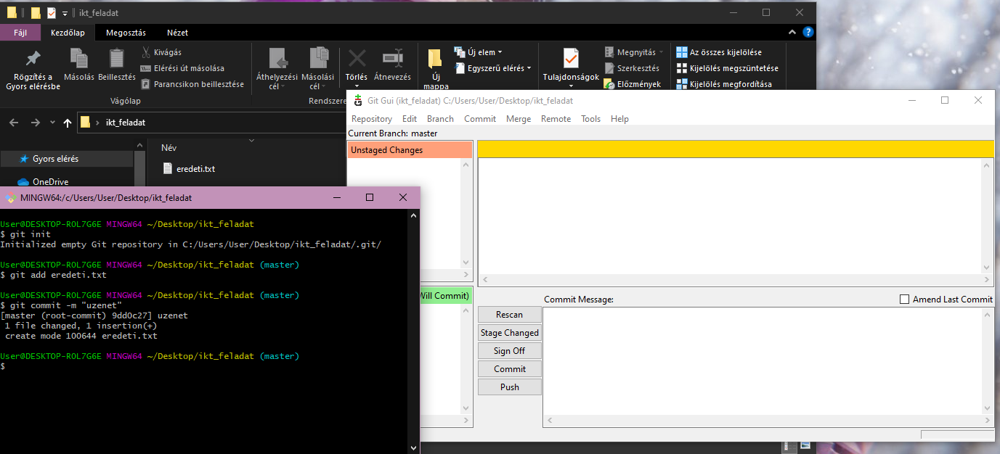 ikt_feladat
Fájl Kezdőlap Megosztás Nézet
Rögzítés a
Gyors elérésbe
Másolás
Beillesztés
Kivágás
Elérési út másolása
Parancsikon beillesztése
Vágólap
Áthelyezési
cél
Másolási
cél
Törlés
Átnevezés
Rendszere
Új
mappa
Új elem
Egyszerű elérés
Tulajdonságok
Megnyitás
Szerkesztés
Előzmények
Az összes kijelölése
Kijelölés megszüntetése
Kijelölés megfordítása
ikt_feladat
Gyors elérés
OneDrive
Név
eredeti.txt
Git Gui (ikt_feladat) C:/Users/User/Desktop/ikt_feladat
Repository Edit Branch Commit Merge Remote Tools Help
Current Branch: master
Unstaged Changes
Will Commit)
Commit Message:
Amend Last Commit
Rescan
Stage Changed
Sign Off
Commit
Push
MINGW64:/c/Users/User/Desktop/ikt_feladat
User@DESKTOP-ROL7G6E MINGW64 ~/Desktop/ikt_feladat
$ git init
Initialized empty Git repository in C:/Users/User/Desktop/ikt_feladat/.git/
User@DESKTOP-ROL7G6E MINGW64 ~/Desktop/ikt_feladat (master)
$ git add eredeti.txt
User@DESKTOP-ROL7G6E MINGW64 ~/Desktop/ikt_feladat (master)
$ git commit -m "uzenet"
[master (root-commit) 9dd0c27] uzenet
1 file changed, 1 insertion(+)
create mode 100644 eredeti.txt
User@DESKTOP-ROL7G6E MINGW64 ~/Desktop/ikt_feladat (master)
$